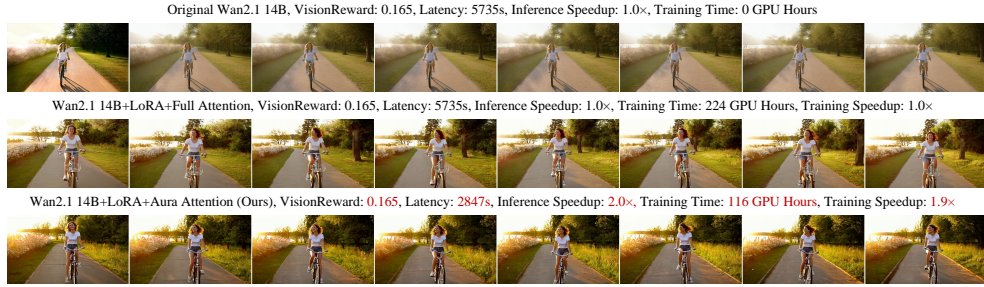 Original Wan2.1 14B, VisionReward: 0.165, Latency: 5735s, Inference Speedup: 1.0×, Training Time: 0 GPU Hours
Wan2.1 14B+LoRA+Full Attention, VisionReward: 0.165, Latency: 5735s, Inference Speedup: 1.0×, Training Time: 224 GPU Hours, Training Speedup: 1.0×
Wan2.1 14B+LoRA+Aura Attention (Ours), VisionReward: 0.165, Latency: 2847s, Inference Speedup: 2.0×, Training Time: 116 GPU Hours, Training Speedup: 1.9×